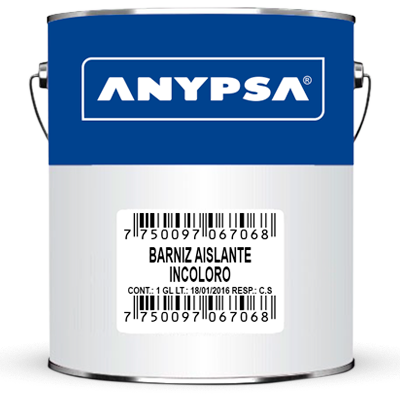 ANYPSA®
7 750097 067068
BARNIZ AISLANTE
INCOLORO
CONT.: 1 GL LT.: 18/01/2016 RESP.: C.S
7 750097 067068